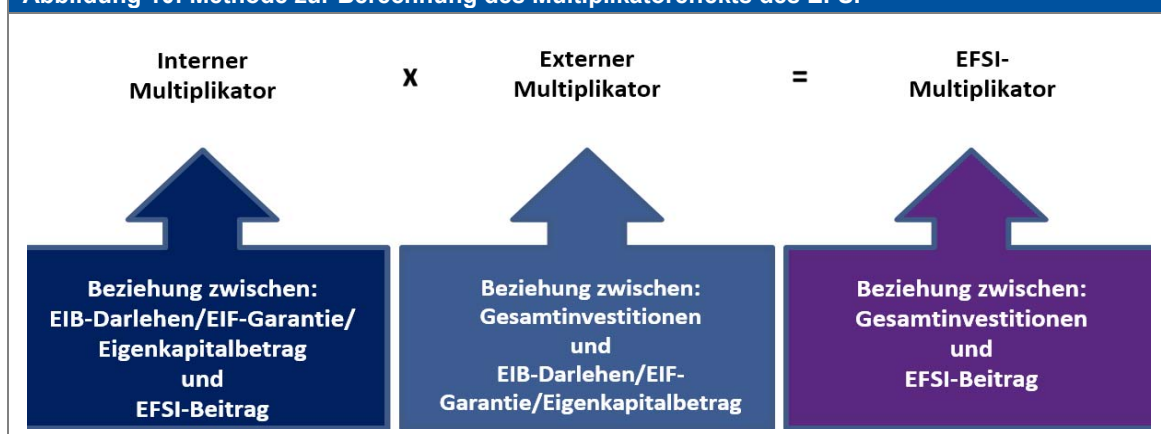 Interner
Multiplikator
x
Externer
Multiplikator
=
EFSI-
Multiplikator
Beziehung zwischen:
EIB-Darlehen/EIF-Garantie/
Eigenkapitalbetrag
und
EFSI-Beitrag
Beziehung zwischen:
Gesamtinvestitionen
und
EIB-Darlehen/EIF-
Garantie/Eigenkapitalbetrag
Beziehung zwischen:
Gesamtinvestitionen
und
EFSI-Beitrag